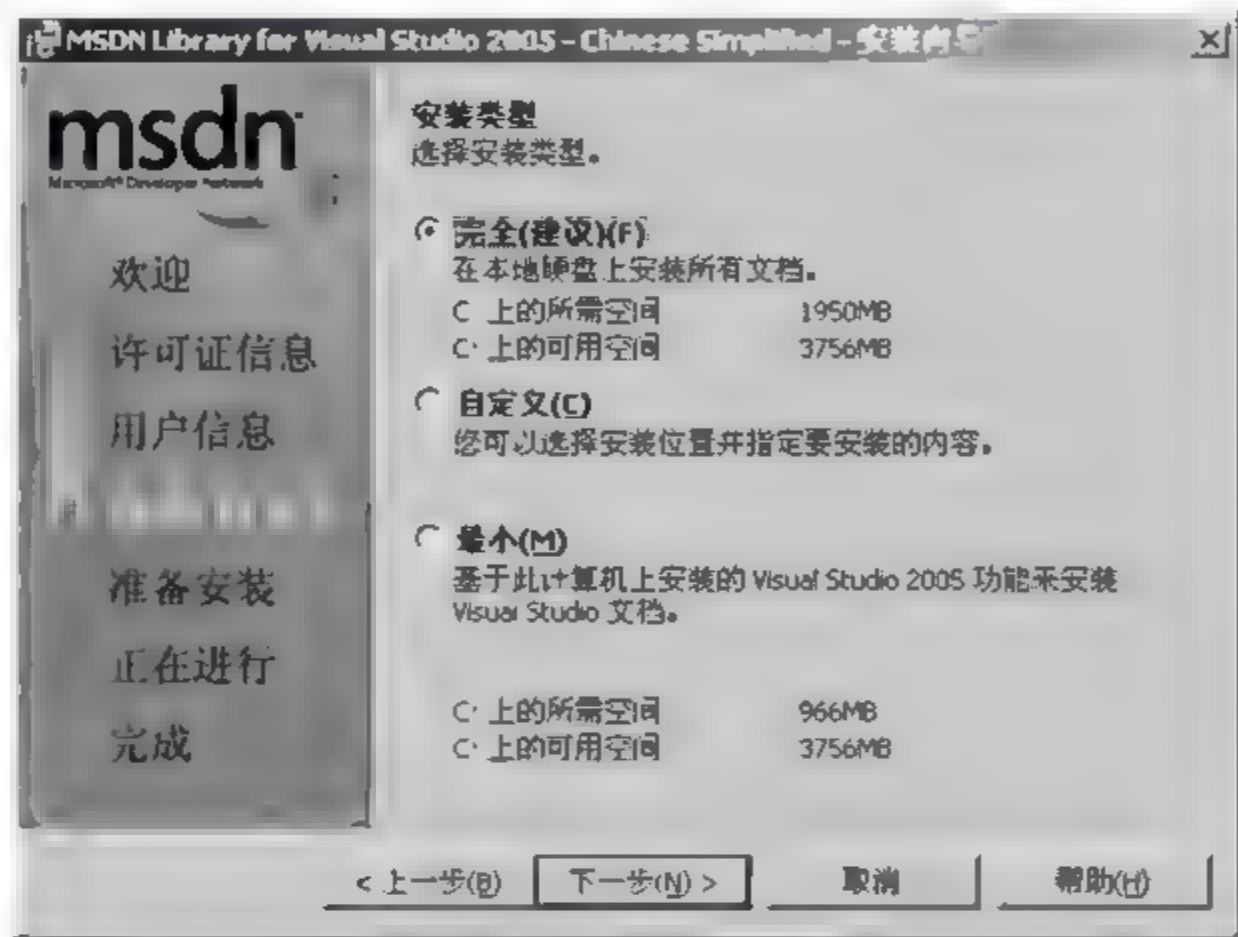 MSDN Library for Visual Studio 2005 - Chinese Simplified - 安装向导
msdn
Microsoft® Developer Network
欢迎
许可证信息
用户信息
准备安装
正在进行
完成
安装类型
选择安装类型。
完全(建议)(F)
在本地硬盘上安装所有文档。
C: 上的所需空间 1950MB
C: 上的可用空间 3756MB
自定义(C)
您可以选择安装位置并指定要安装的内容。
最小(M)
基于此计算机上安装的 Visual Studio 2005 功能来安装
Visual Studio 文档。
C: 上的所需空间 966MB
C: 上的可用空间 3756MB
< 上一步(B)
下一步(N) >
取消
帮助(H)